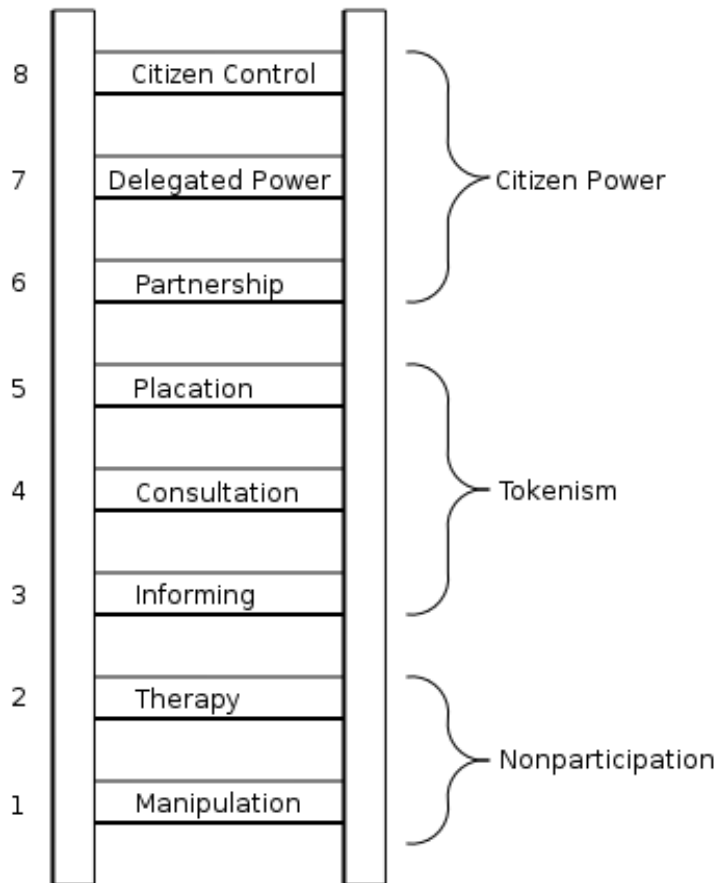 8 Citizen Control
7 Delegated Power
Citizen Power
6 Partnership
5 Placation
4 Consultation
Tokenism
3 Informing
2 Therapy
Nonparticipation
1 Manipulation